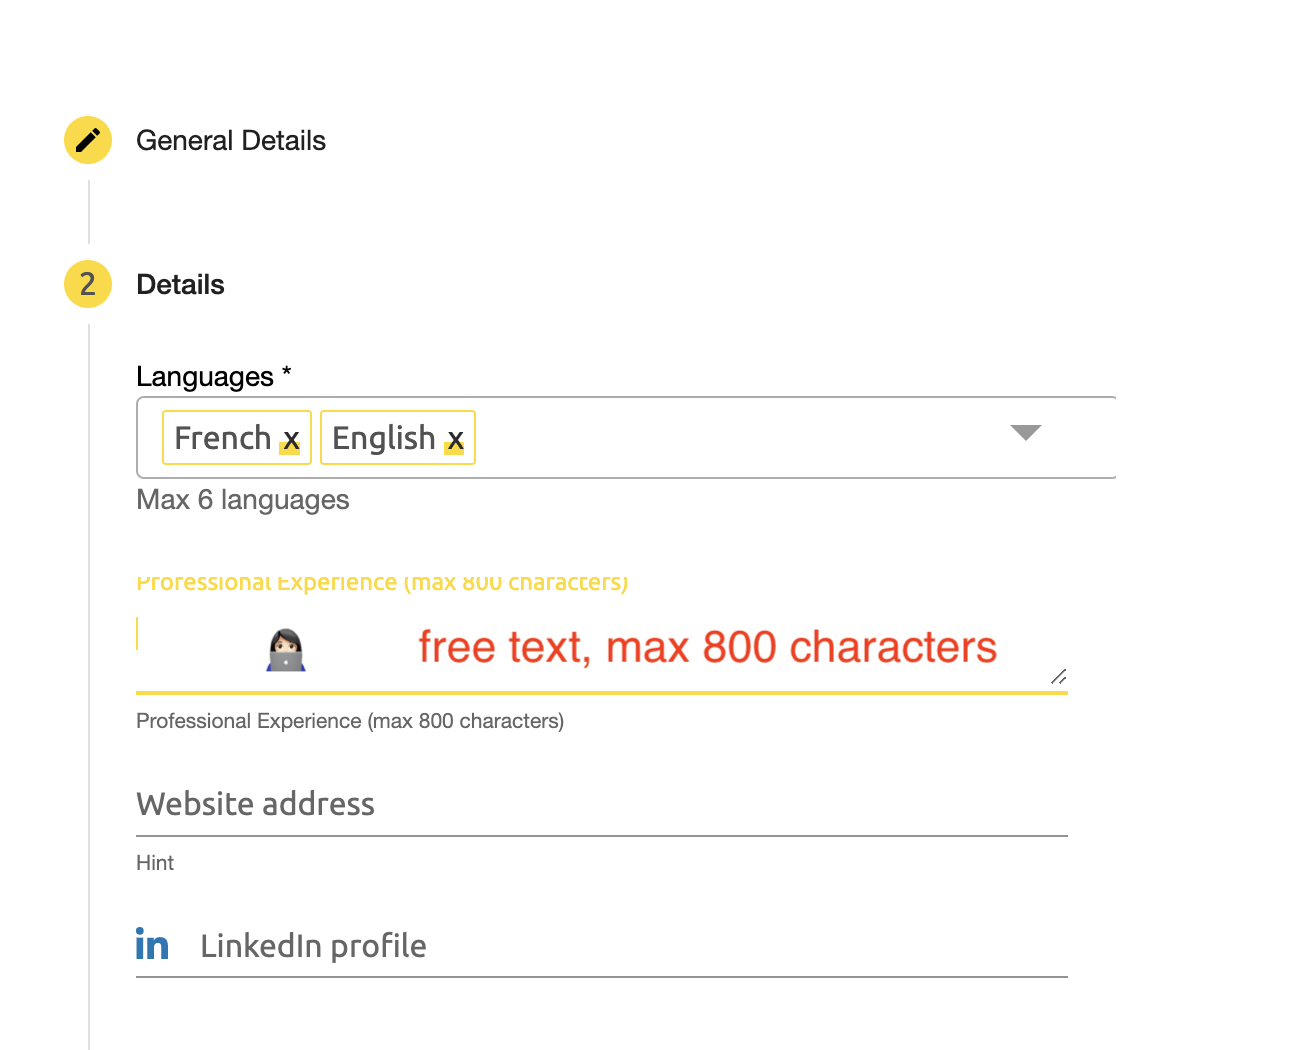 General Details
2 Details
Languages *
French x English x
Max 6 languages
Professional Experience (max 800 characters)
free text, max 800 characters
Professional Experience (max 800 characters)
Website address
Hint
in LinkedIn profile